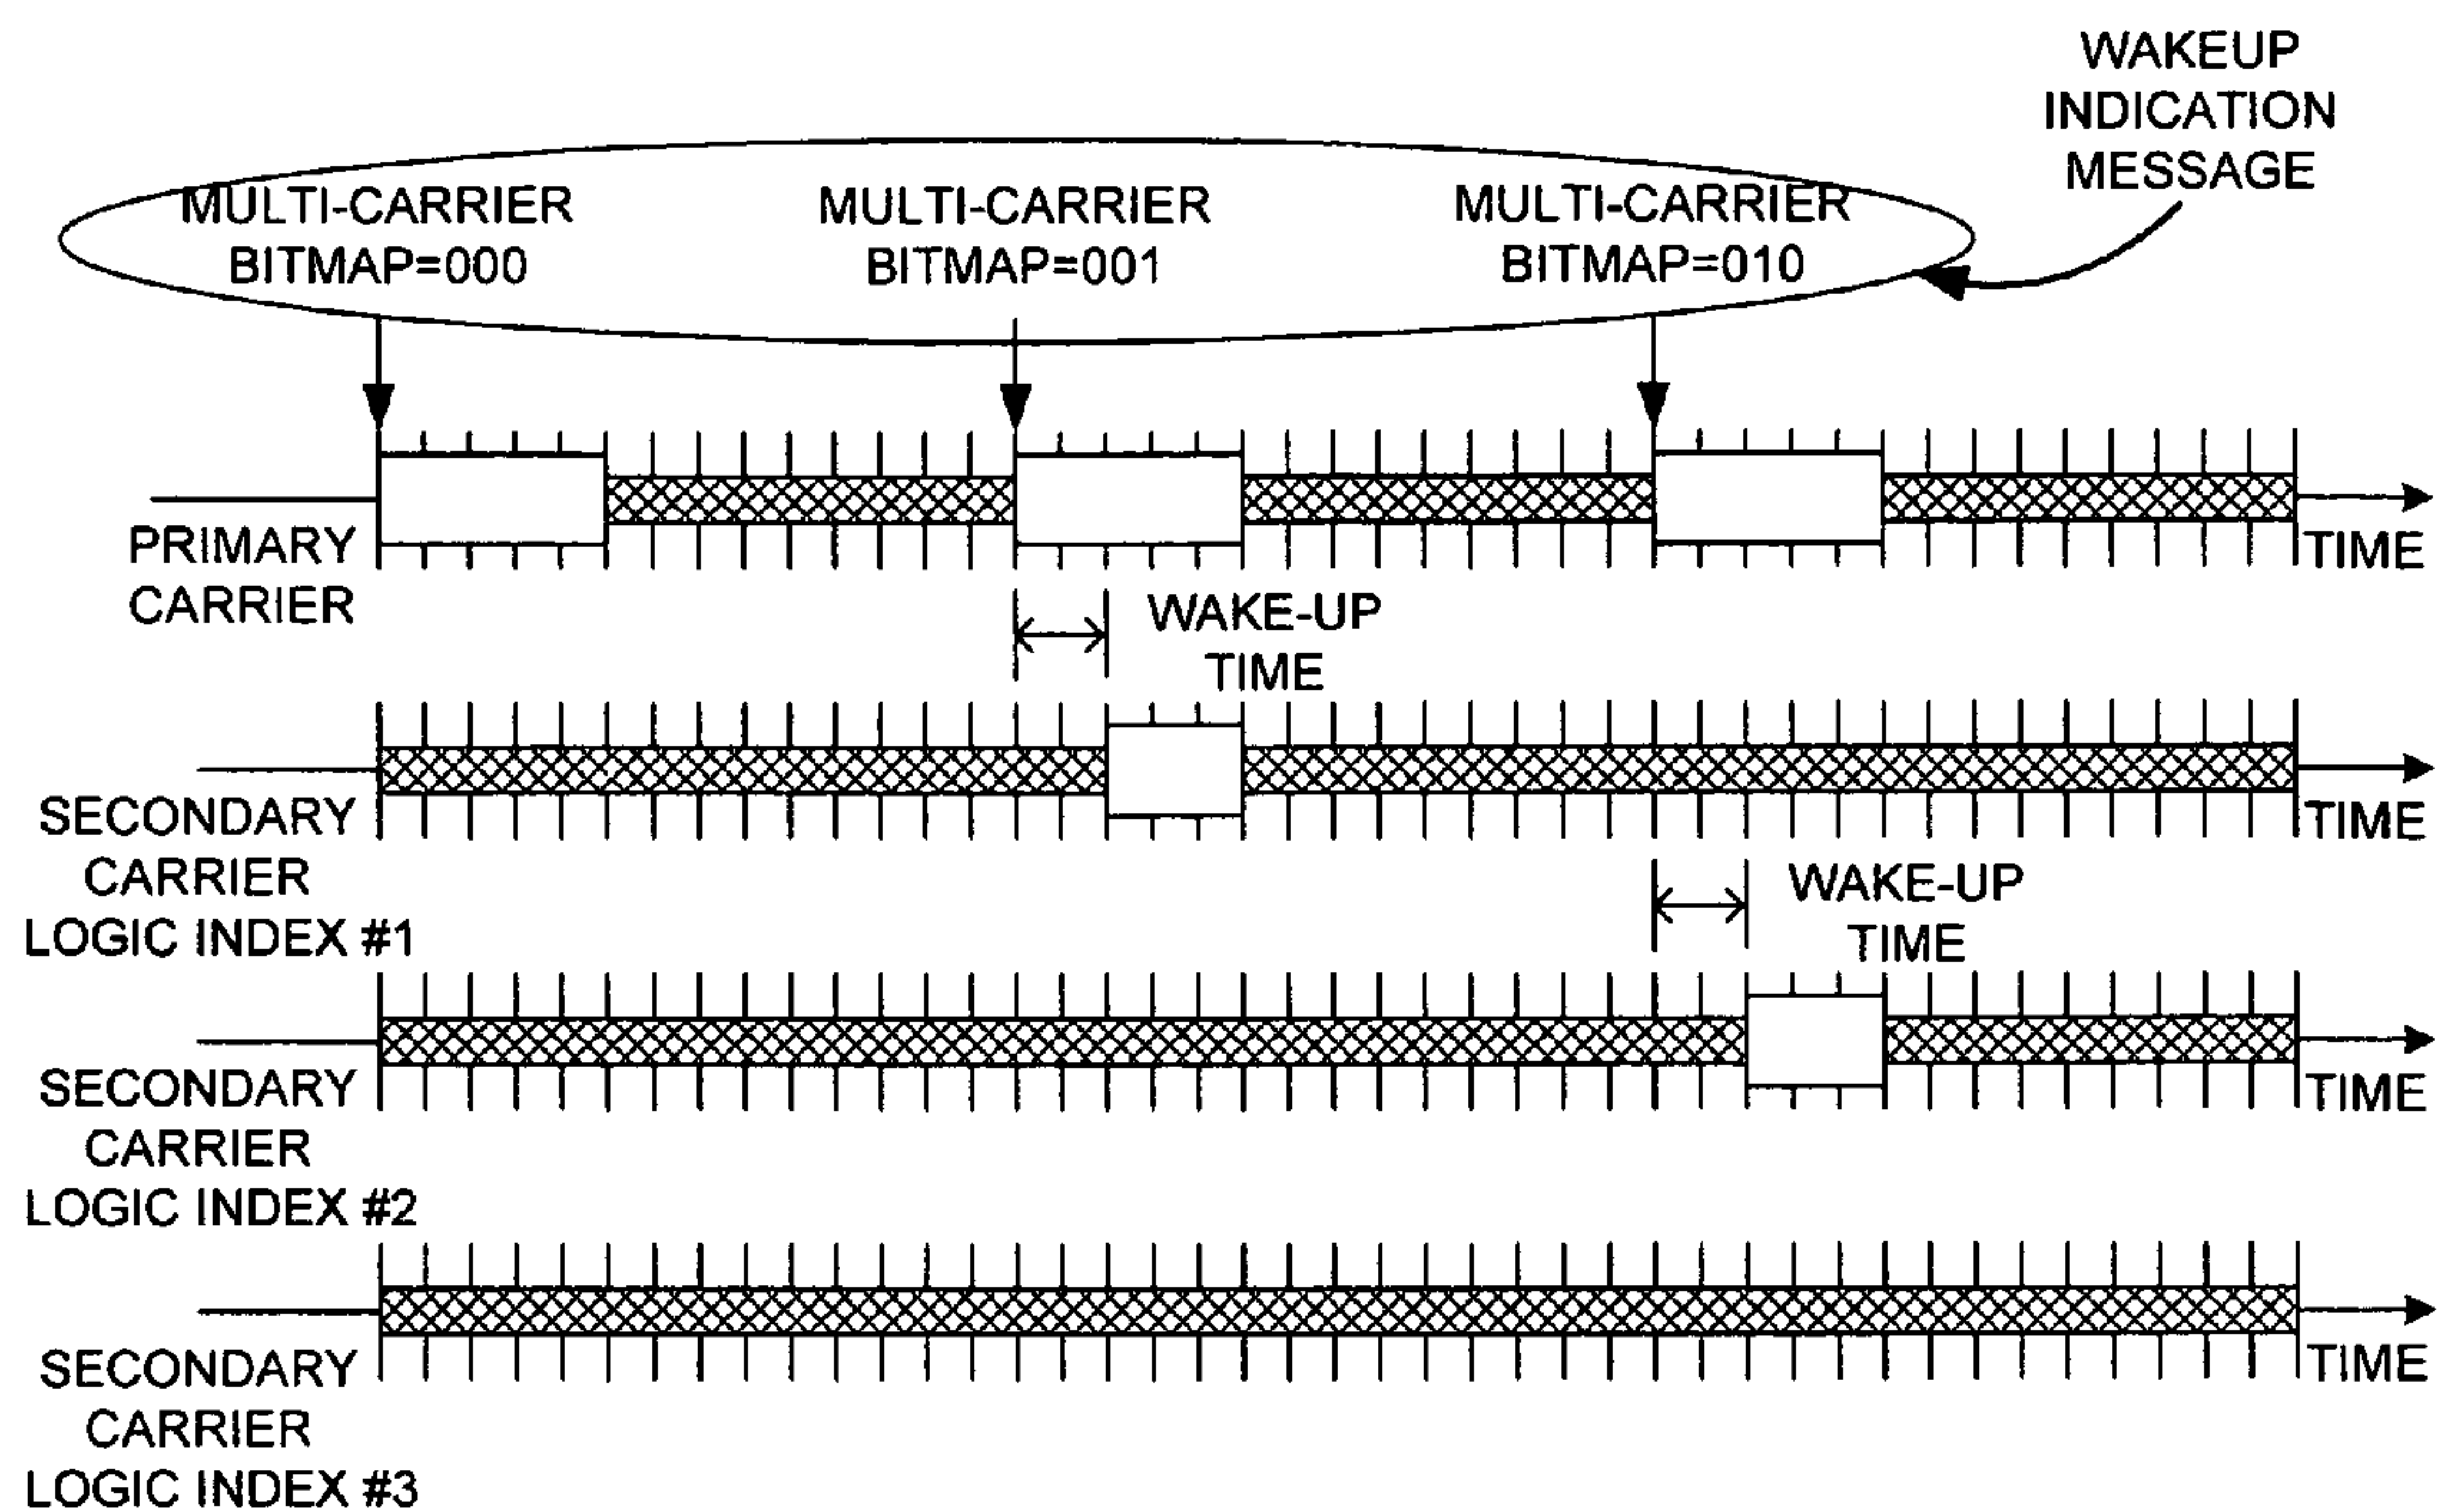 WAKEUP
INDICATION
MESSAGE
MULTI-CARRIER
BITMAP=000
MULTI-CARRIER
BITMAP=001
MULTI-CARRIER
BITMAP=010
PRIMARY
CARRIER
TIME
WAKE-UP
TIME
SECONDARY
CARRIER
LOGIC INDEX #1
TIME
WAKE-UP
TIME
SECONDARY
CARRIER
LOGIC INDEX #2
TIME
SECONDARY
CARRIER
LOGIC INDEX #3
TIME